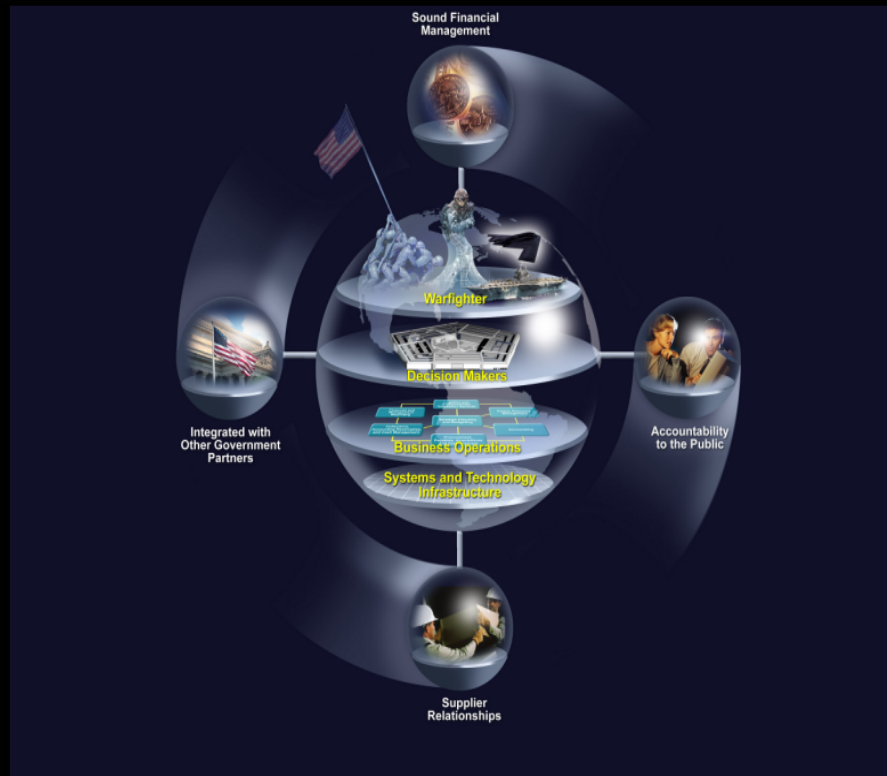 Sound Financial
Management
Warfighter
Decision Makers
Integrated with
Other Government
Partners
Accountability
to the Public
Accounting
Business Operations
Systems and Technology
Infrastructure
Supplier
Relationships